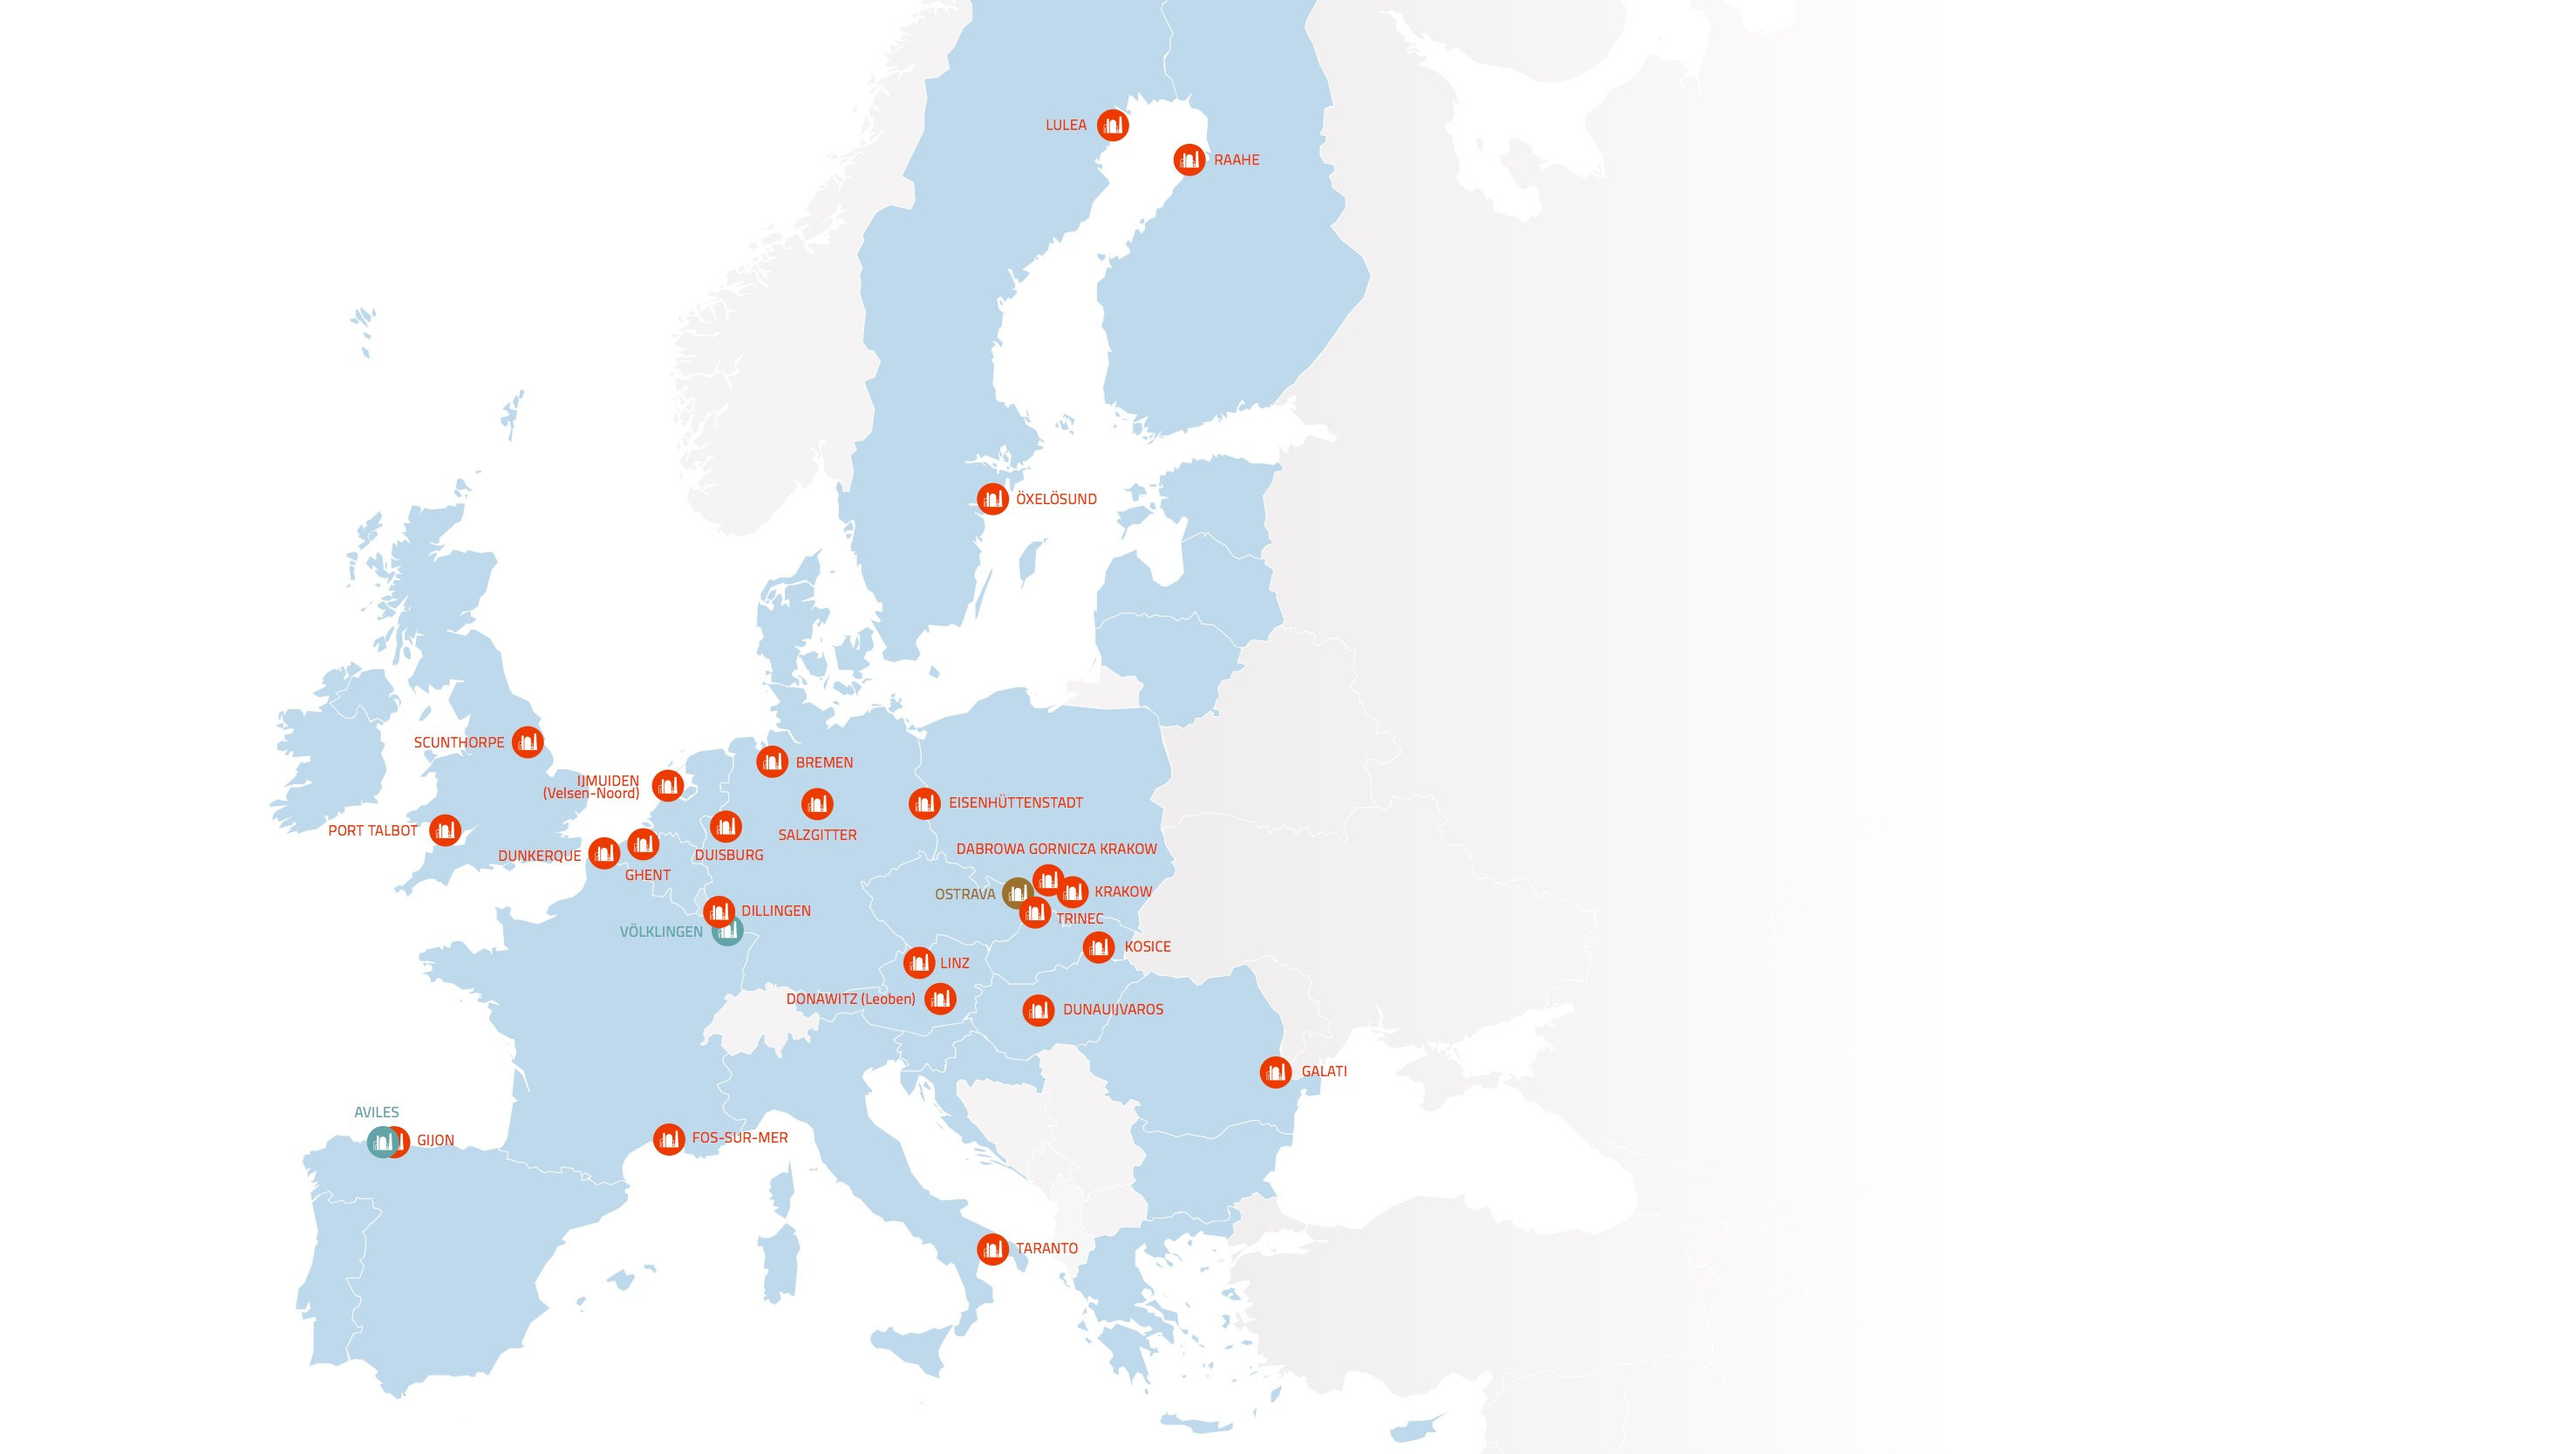 LULEA
RAAHE
ÖXELÖSUND
SCUNTHORPE
BREMEN
IJMUIDEN
(Velsen-Noord)
EISENHÜTTENSTADT
PORT TALBOT
SALZGITTER
DUNKERQUE
DUISBURG
DABROWA GORNICZA KRAKOW
GHENT
OSTRAVA
KRAKOW
DILLINGEN
TRINEC
VÖLKLINGEN
KOSICE
LINZ
DONAWITZ (Leoben)
DUNAUIJVAROS
GALATI
AVILES
GIJON
FOS-SUR-MER
TARANTO